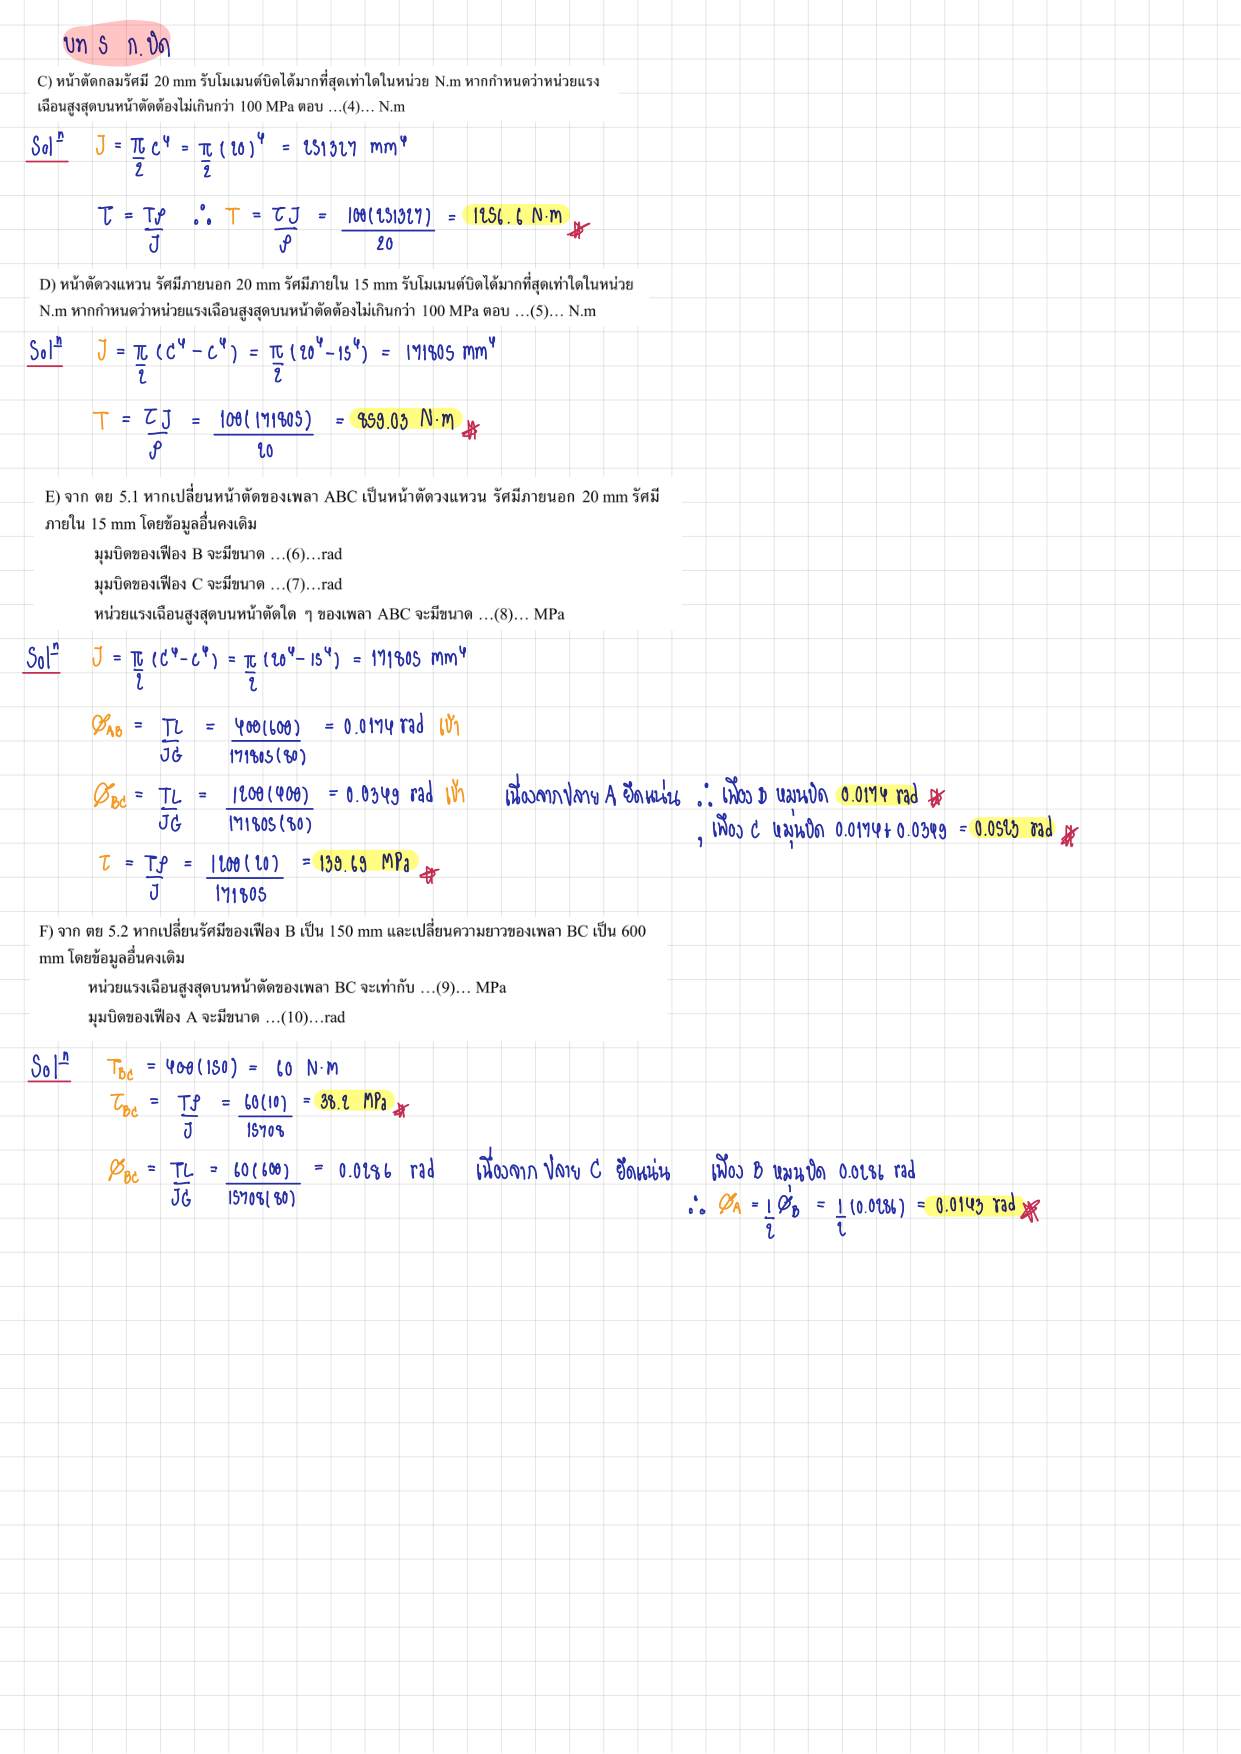 บท 5 ก.บิด
C) หน้าตัดกลมรัศมี 20 mm รับโมเมนต์บิดได้มากที่สุดเท่าใดในหน่วย N.m หากกำหนดว่าหน่วยแรง
เฉือนสูงสุดบนหน้าตัดต้องไม่เกินกว่า 100 MPa ตอบ …(4)… N.m
Solⁿ J = π/2 c⁴ = π/2 (20)⁴ = 251327 mm⁴
τ = Tρ/J ∴ T = τJ/ρ = 100(251327)/20 = 1256.6 N·m
D) หน้าตัดวงแหวน รัศมีภายนอก 20 mm รัศมีภายใน 15 mm รับโมเมนต์บิดได้มากที่สุดเท่าใดในหน่วย
N.m หากกำหนดว่าหน่วยแรงเฉือนสูงสุดบนหน้าตัดต้องไม่เกินกว่า 100 MPa ตอบ …(5)… N.m
Solⁿ J = π/2 (C⁴ - c⁴) = π/2 (20⁴ - 15⁴) = 171805 mm⁴
T = τJ/ρ = 100(171805)/20 = 859.03 N·m
E) จาก ตย 5.1 หากเปลี่ยนหน้าตัดของเพลา ABC เป็นหน้าตัดวงแหวน รัศมีภายนอก 20 mm รัศมี
ภายใน 15 mm โดยข้อมูลอื่นคงเดิม
มุมบิดของเฟือง B จะมีขนาด …(6)…rad
มุมบิดของเฟือง C จะมีขนาด …(7)…rad
หน่วยแรงเฉือนสูงสุดบนหน้าตัดใด ๆ ของเพลา ABC จะมีขนาด …(8)… MPa
Solⁿ J = π/2 (C⁴ - c⁴) = π/2 (20⁴ - 15⁴) = 171805 mm⁴
Ø_AB = TL/JG = 400(600)/171805(80) = 0.0174 rad เข้า
Ø_BC = TL/JG = 1200(400)/171805(80) = 0.0349 rad เข้า เนื่องจากปลาย A ยึดแน่น ∴ เฟือง B หมุนบิด 0.0174 rad
, เฟือง C หมุนบิด 0.0174 + 0.0349 = 0.0523 rad
τ = Tρ/J = 1200(20)/171805 = 139.69 MPa
F) จาก ตย 5.2 หากเปลี่ยนรัศมีของเฟือง B เป็น 150 mm และเปลี่ยนความยาวของเพลา BC เป็น 600
mm โดยข้อมูลอื่นคงเดิม
หน่วยแรงเฉือนสูงสุดบนหน้าตัดของเพลา BC จะเท่ากับ …(9)… MPa
มุมบิดของเฟือง A จะมีขนาด …(10)…rad
Solⁿ T_BC = 400(150) = 60 N·m
τ_BC = Tρ/J = 60(10)/15708 = 38.2 MPa
Ø_BC = TL/JG = 60(600)/15708(80) = 0.0286 rad เนื่องจาก ปลาย C ยึดแน่น เฟือง B หมุนบิด 0.0286 rad
∴ Ø_A = 1/2 Ø_B = 1/2 (0.0286) = 0.0143 rad